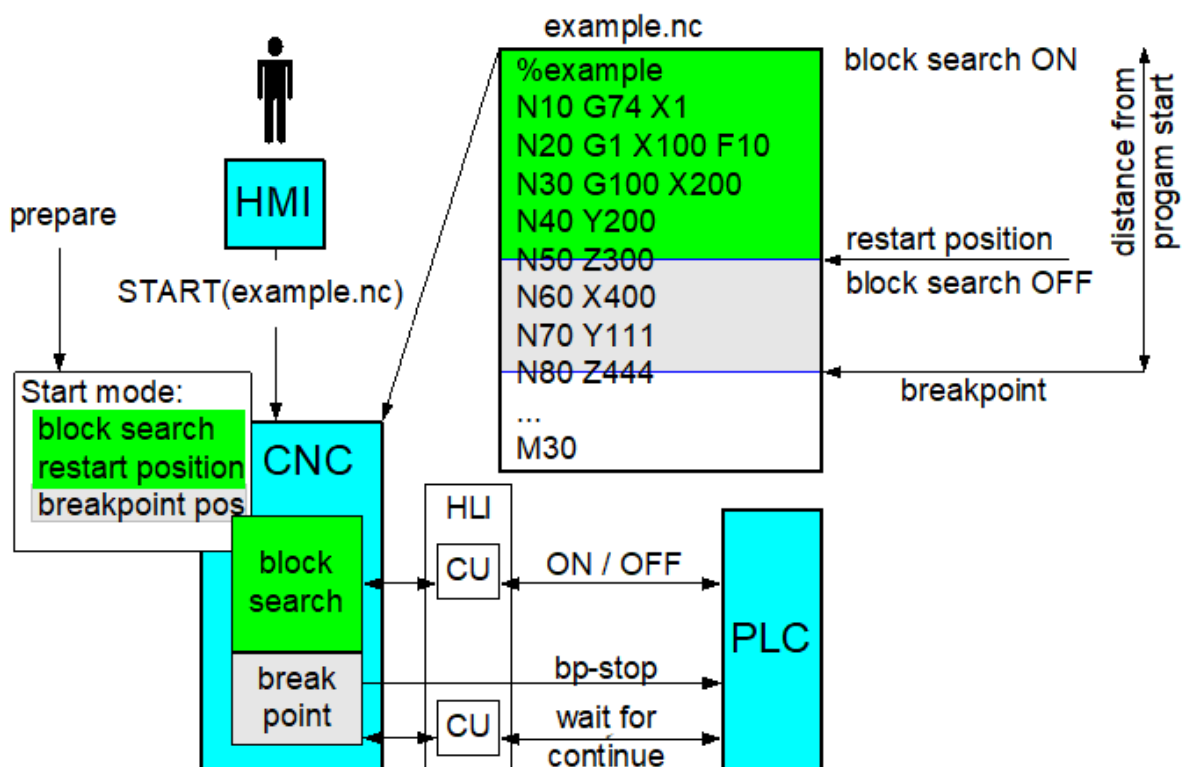 example.nc
%example
N10 G74 X1
N20 G1 X100 F10
N30 G100 X200
N40 Y200
N50 Z300
N60 X400
N70 Y111
N80 Z444
...
M30
block search ON
restart position
block search OFF
breakpoint
distance from
progam start
HMI
prepare
START(example.nc)
Start mode:
block search
restart position
breakpoint pos
CNC
block
search
break
point
HLI
CU
CU
ON / OFF
bp-stop
wait for
continue
PLC